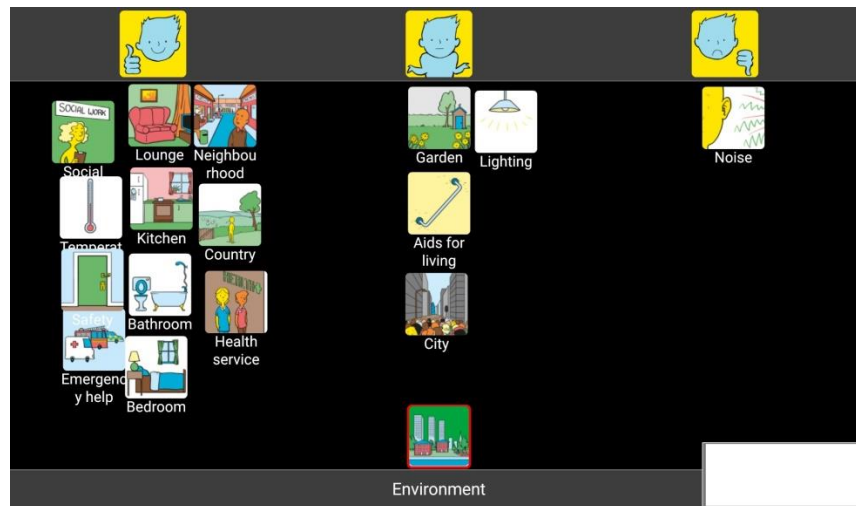 SOCIAL WORK
Social
Lounge
Neighbou
rhood
Garden
Lighting
Noise
Temperat
Kitchen
Country
Aids for
living
Safety
Bathroom
Health
service
City
Emergenc
y help
Bedroom
Environment